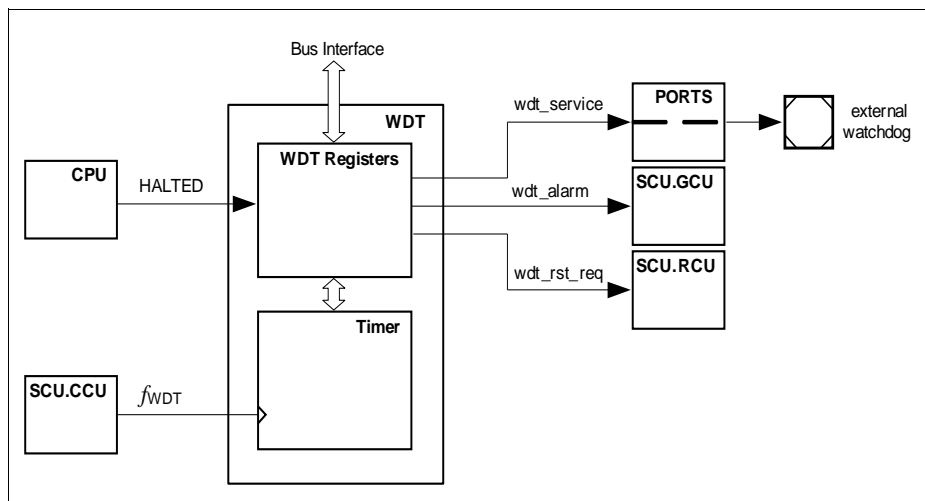 Bus Interface
WDT
wdt_service
PORTS
external
watchdog
CPU
HALTED
WDT Registers
wdt_alarm
SCU.GCU
wdt_rst_req
SCU.RCU
Timer
SCU.CCU
fWDT